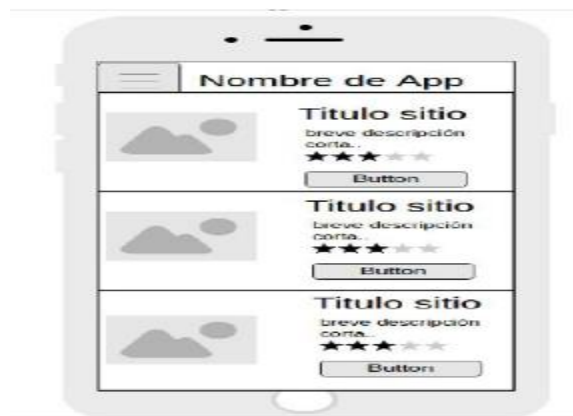 Nombre de App
Titulo sitio
breve descripción
corta..
Button
Titulo sitio
breve descripción
corta..
Button
Titulo sitio
breve descripción
corta..
Button